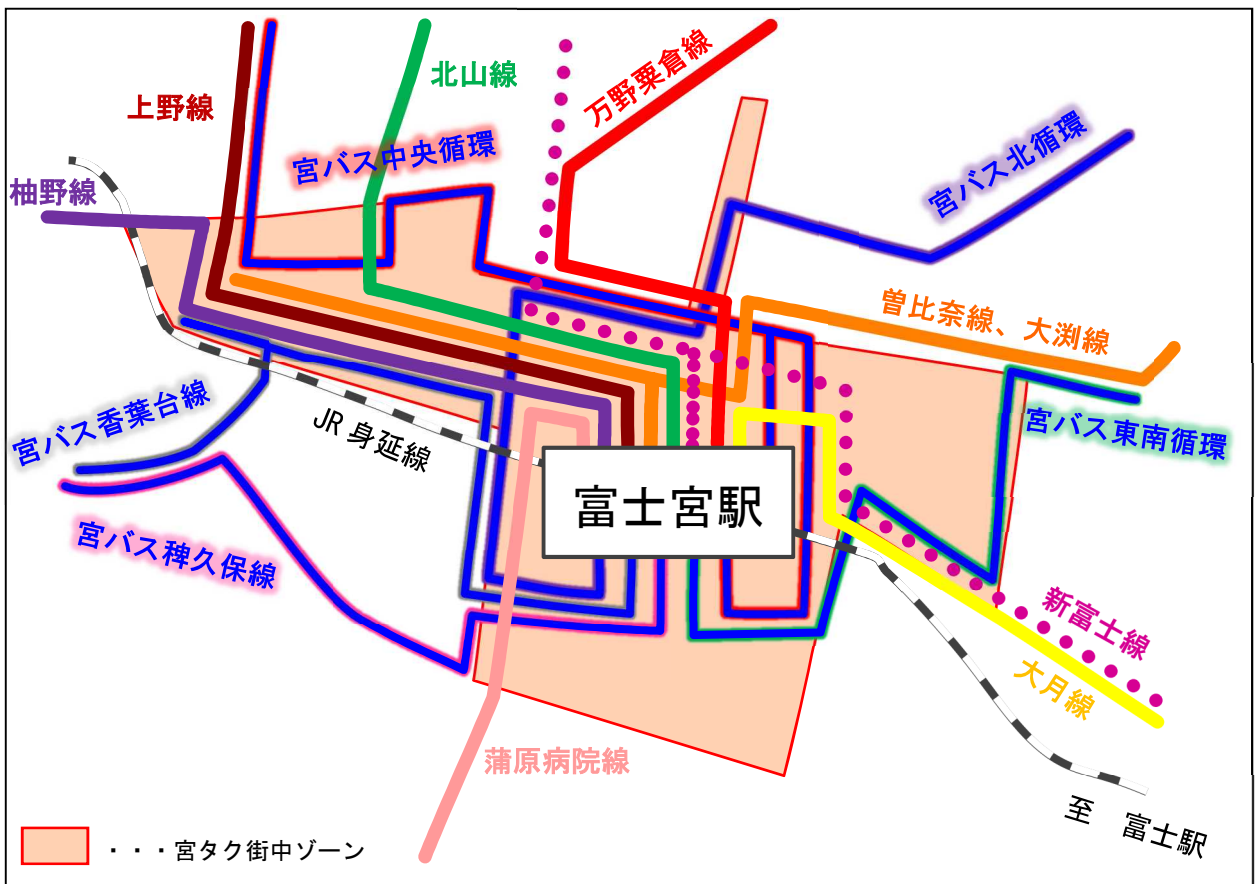 北山線
万野粟倉線
上野線
宮バス中央循環
宮バス北循環
柚野線
曽比奈線、大渕線
宮バス香葉台線
JR 身延線
宮バス東南循環
富士宮駅
宮バス稗久保線
新富士線
大月線
蒲原病院線
至　富士駅
・・・宮タク街中ゾーン